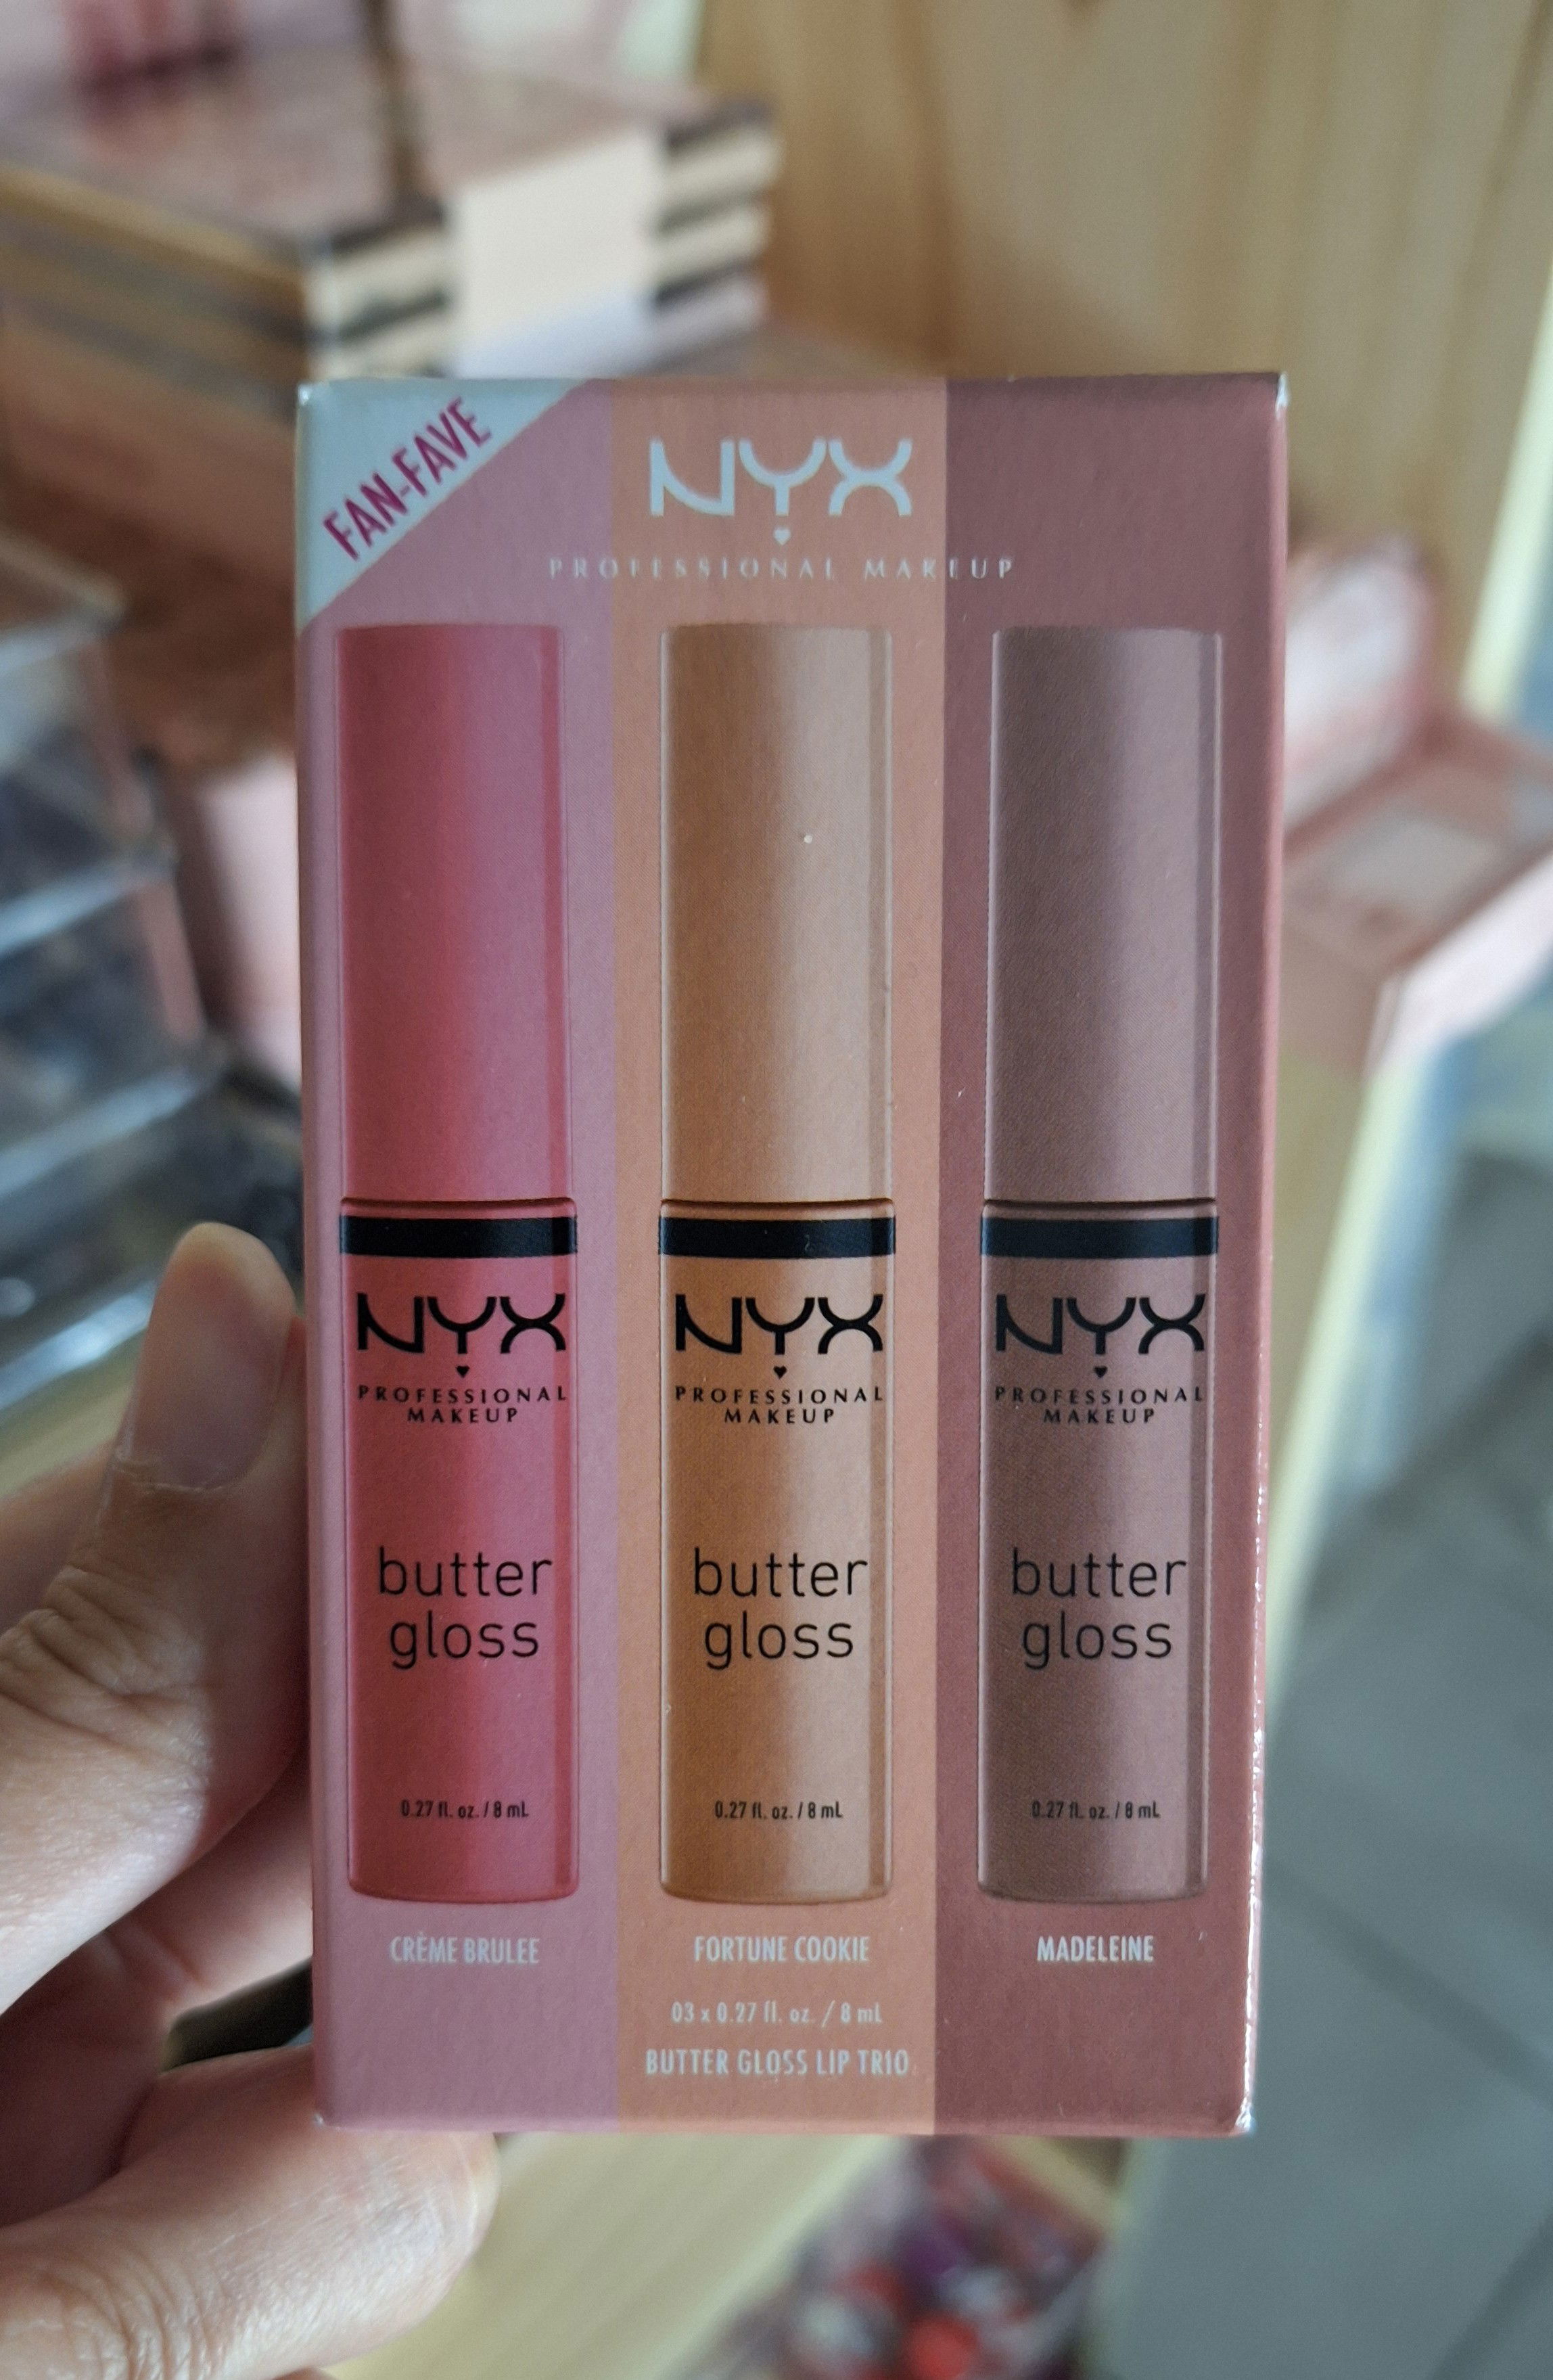 FAN-FAVE
NYX
PROFESSIONAL MAKEUP
NYX
PROFESSIONAL
MAKEUP
butter
gloss
0.27 fl. oz. / 8 mL
CRÈME BRULEE
NYX
PROFESSIONAL
MAKEUP
butter
gloss
0.27 fl. oz. / 8 mL
FORTUNE COOKIE
NYX
PROFESSIONAL
MAKEUP
butter
gloss
0.27 fl. oz. / 8 mL
MADELEINE
03 x 0.27 fl. oz. / 8 mL
BUTTER GLOSS LIP TRIO